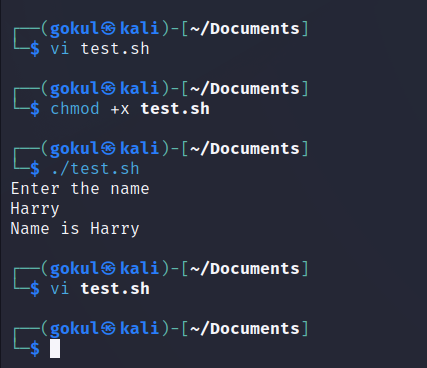 ┌──(gokul㉿kali)-[~/Documents]
└─$ vi test.sh
┌──(gokul㉿kali)-[~/Documents]
└─$ chmod +x test.sh
┌──(gokul㉿kali)-[~/Documents]
└─$ ./test.sh
Enter the name
Harry
Name is Harry
┌──(gokul㉿kali)-[~/Documents]
└─$ vi test.sh
┌──(gokul㉿kali)-[~/Documents]
└─$